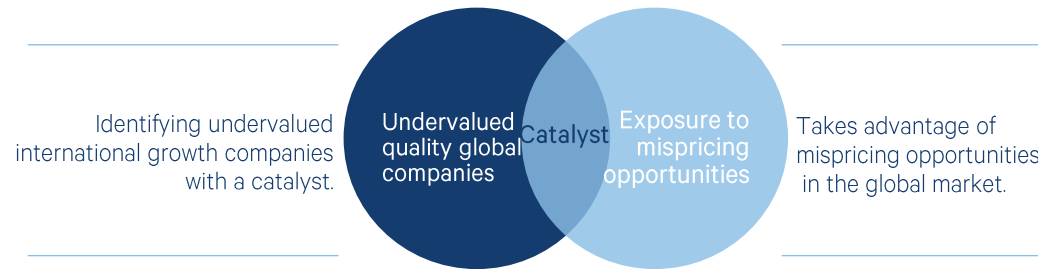 Identifying undervalued
international growth companies
with a catalyst.
Undervalued
quality global
companies
Catalyst
Exposure to
mispricing
opportunities
Takes advantage of
mispricing opportunities
in the global market.